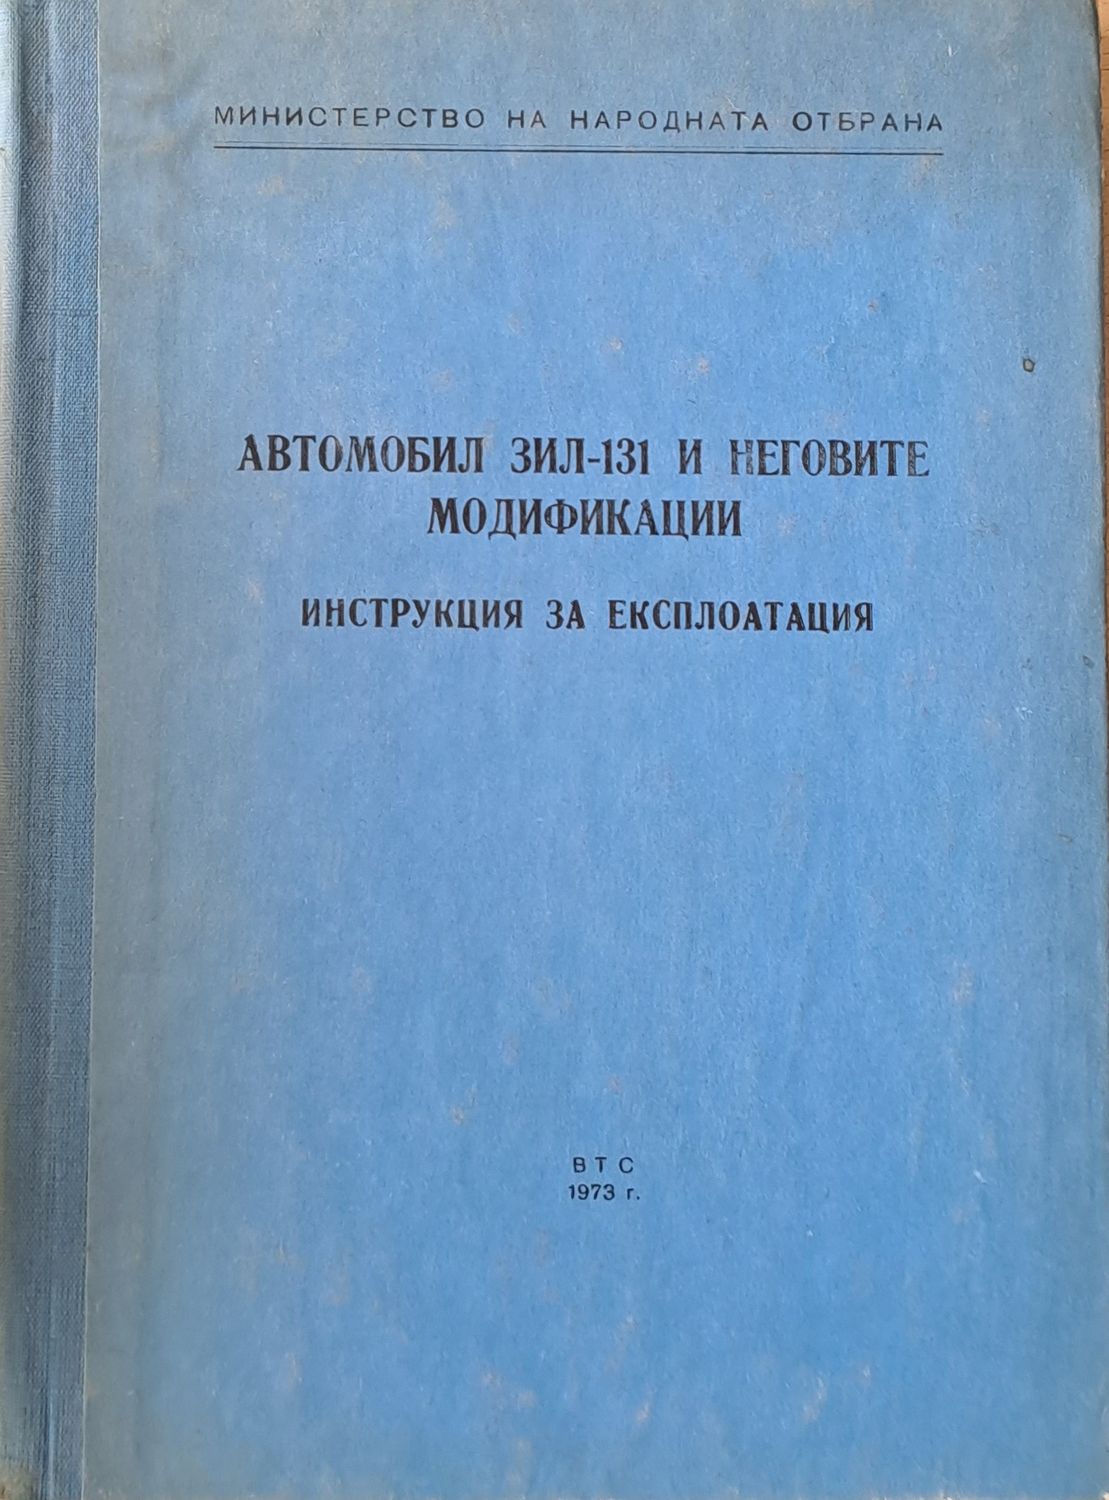 МИНИСТЕРСТВО НА НАРОДНАТА ОТБРАНА
АВТОМОБИЛ ЗИЛ-131 И НЕГОВИТЕ
МОДИФИКАЦИИ
ИНСТРУКЦИЯ ЗА ЕКСПЛОАТАЦИЯ
ВТС
1973 г.